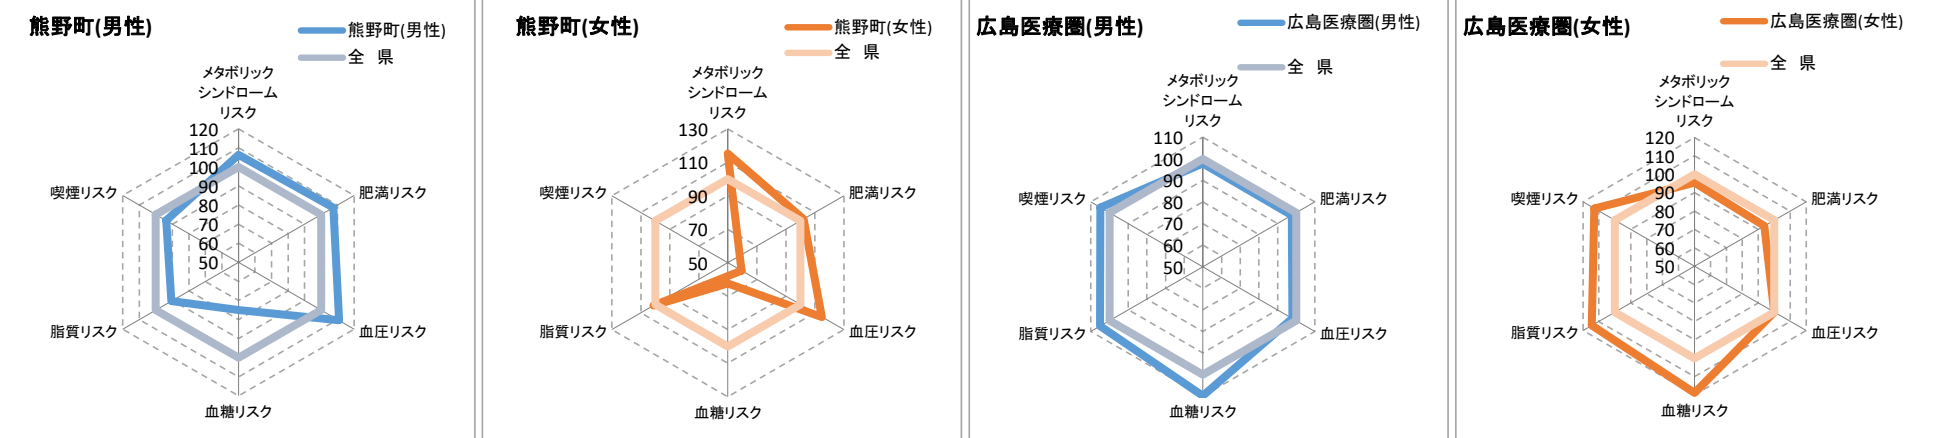 熊野町(男性)
熊野町(男性)
全 県
メタボリック
シンドローム
リスク
120
110
100
90
80
70
60
50
肥満リスク
血圧リスク
血糖リスク
脂質リスク
喫煙リスク
熊野町(女性)
熊野町(女性)
全 県
メタボリック
シンドローム
リスク
130
110
90
70
50
肥満リスク
血圧リスク
血糖リスク
脂質リスク
喫煙リスク
広島医療圏(男性)
広島医療圏(男性)
全 県
メタボリック
シンドローム
リスク
110
100
90
80
70
60
50
肥満リスク
血圧リスク
血糖リスク
脂質リスク
喫煙リスク
広島医療圏(女性)
広島医療圏(女性)
全 県
メタボリック
シンドローム
リスク
120
110
100
90
80
70
60
50
肥満リスク
血圧リスク
血糖リスク
脂質リスク
喫煙リスク